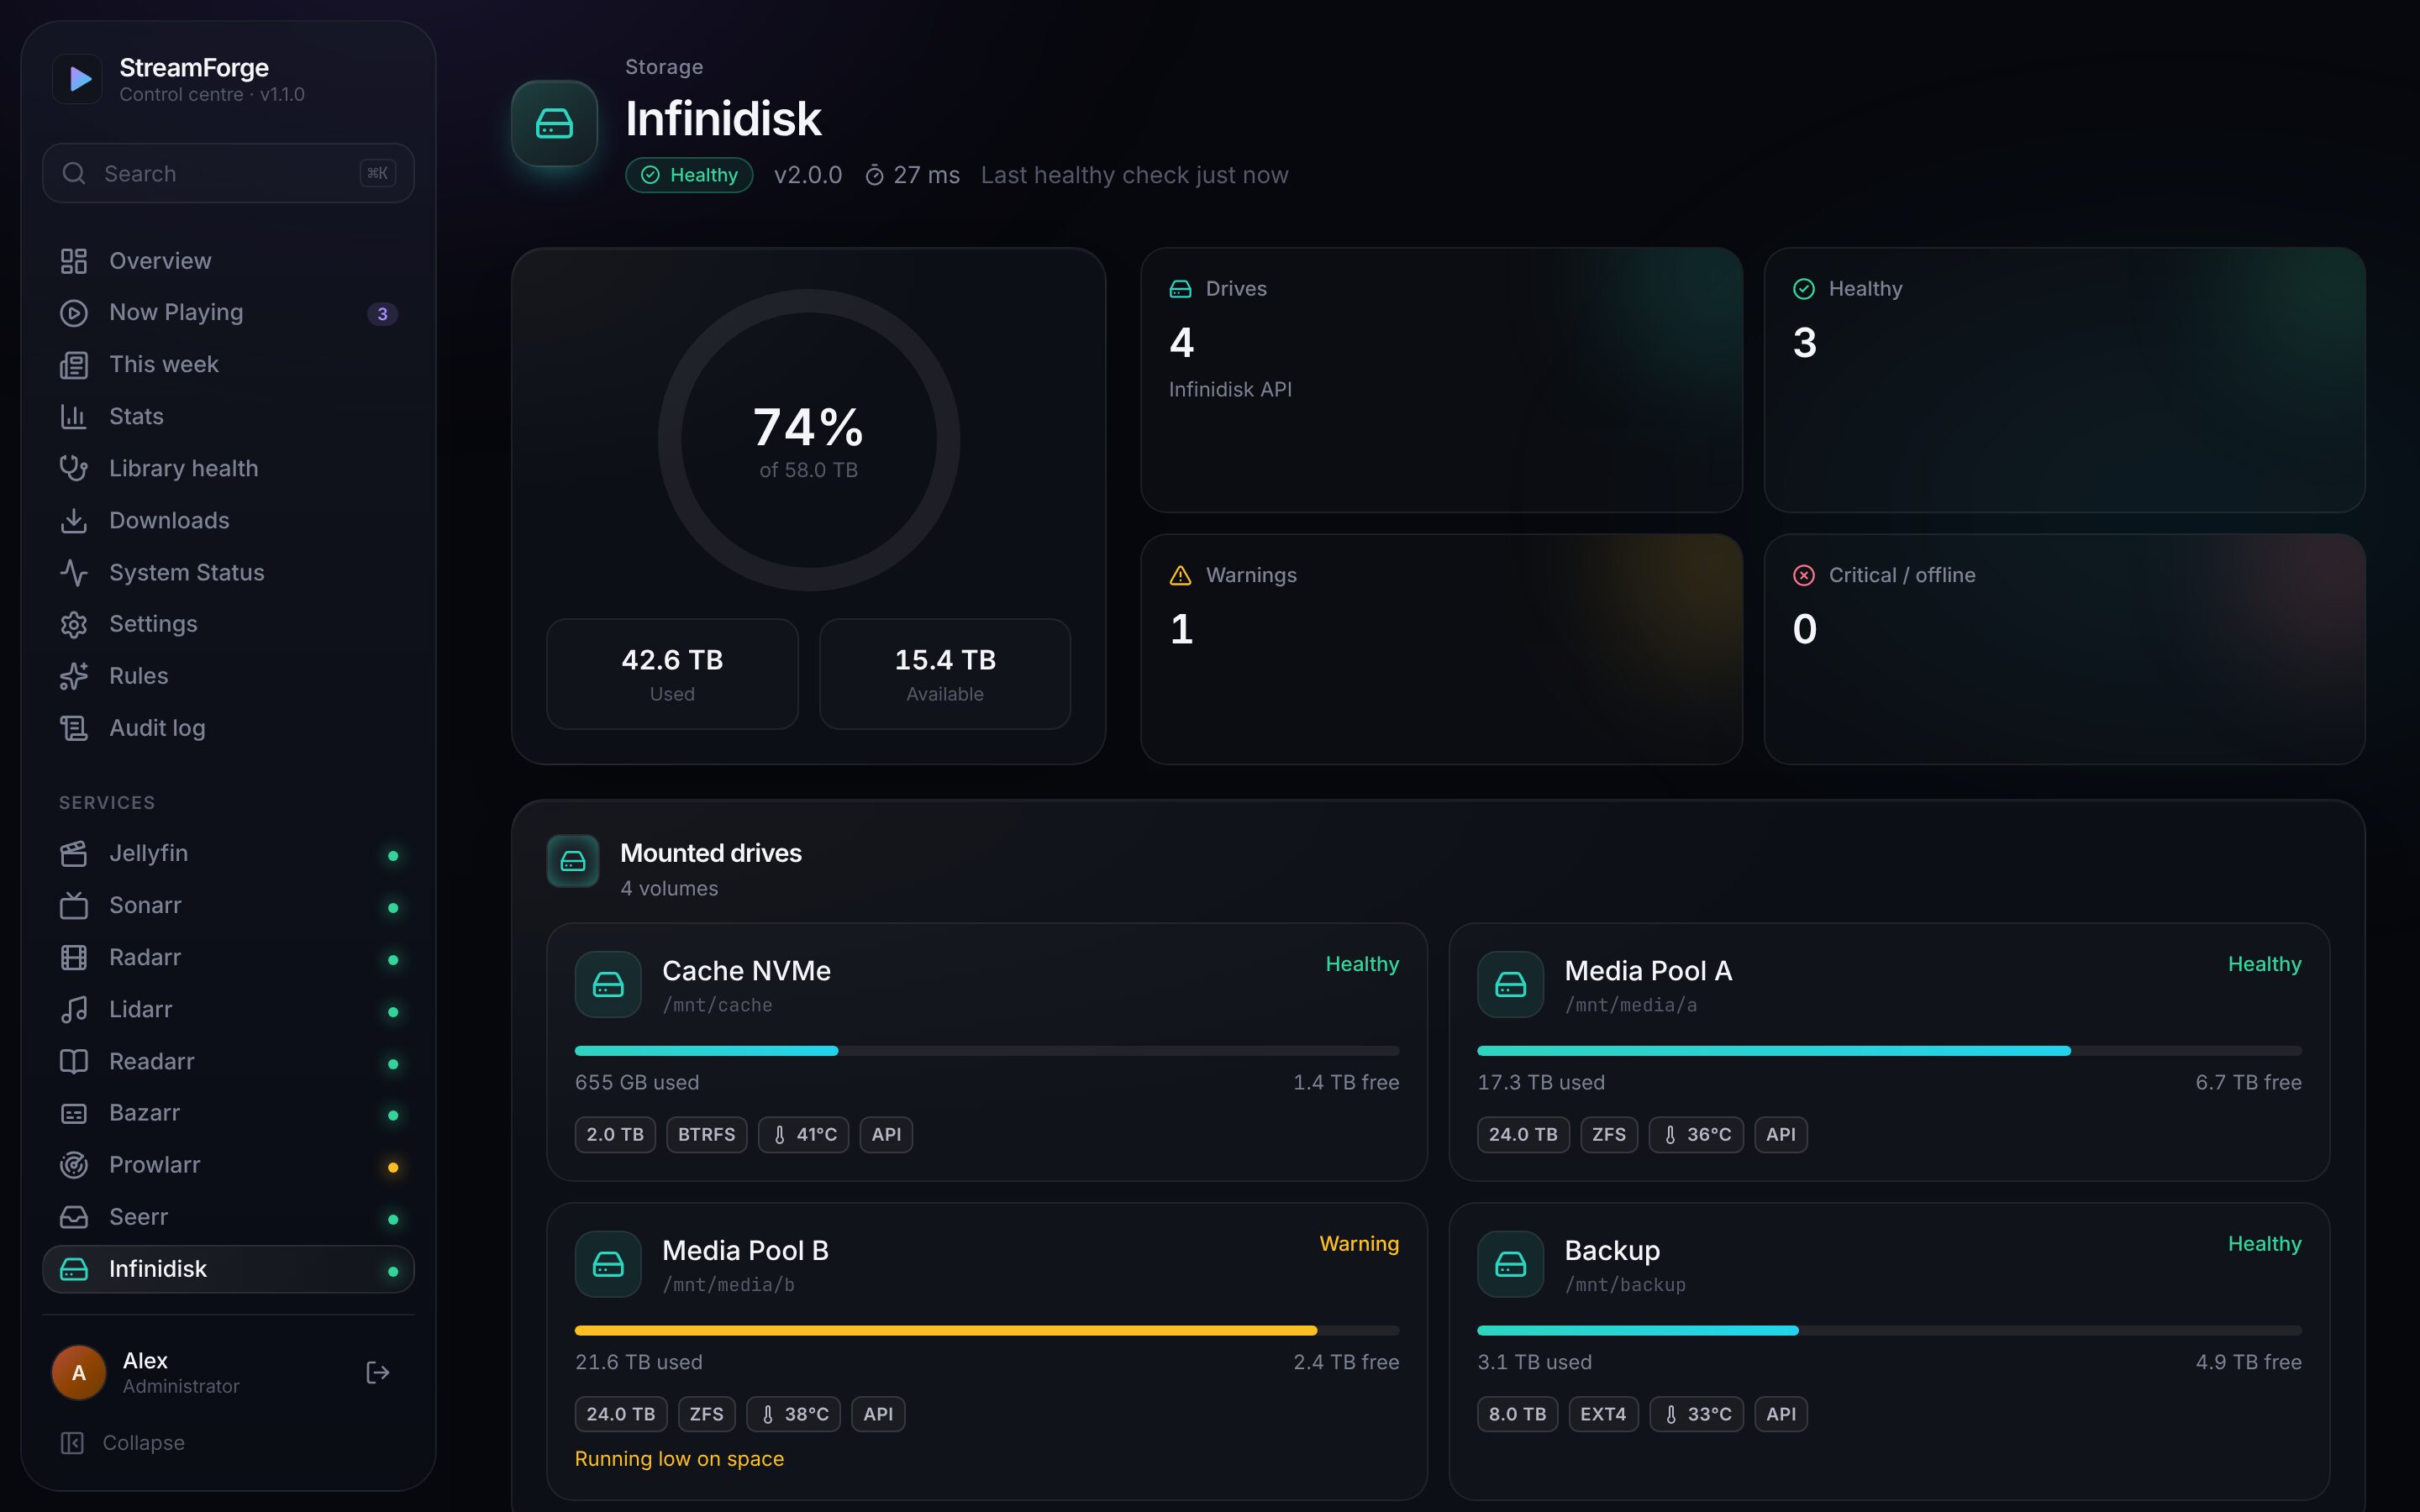 StreamForge
Control centre · v1.1.0
Search
⌘K
Overview
Now Playing
3
This week
Stats
Library health
Downloads
System Status
Settings
Rules
Audit log
SERVICES
Jellyfin
Sonarr
Radarr
Lidarr
Readarr
Bazarr
Prowlarr
Seerr
Infinidisk
A
Alex
Administrator
Collapse
Storage
Infinidisk
Healthy
v2.0.0
27 ms
Last healthy check just now
74%
of 58.0 TB
42.6 TB
Used
15.4 TB
Available
Drives
4
Infinidisk API
Healthy
3
Warnings
1
Critical / offline
0
Mounted drives
4 volumes
Cache NVMe
Healthy
/mnt/cache
655 GB used
1.4 TB free
2.0 TB
BTRFS
41°C
API
Media Pool A
Healthy
/mnt/media/a
17.3 TB used
6.7 TB free
24.0 TB
ZFS
36°C
API
Media Pool B
Warning
/mnt/media/b
21.6 TB used
2.4 TB free
24.0 TB
ZFS
38°C
API
Running low on space
Backup
Healthy
/mnt/backup
3.1 TB used
4.9 TB free
8.0 TB
EXT4
33°C
API